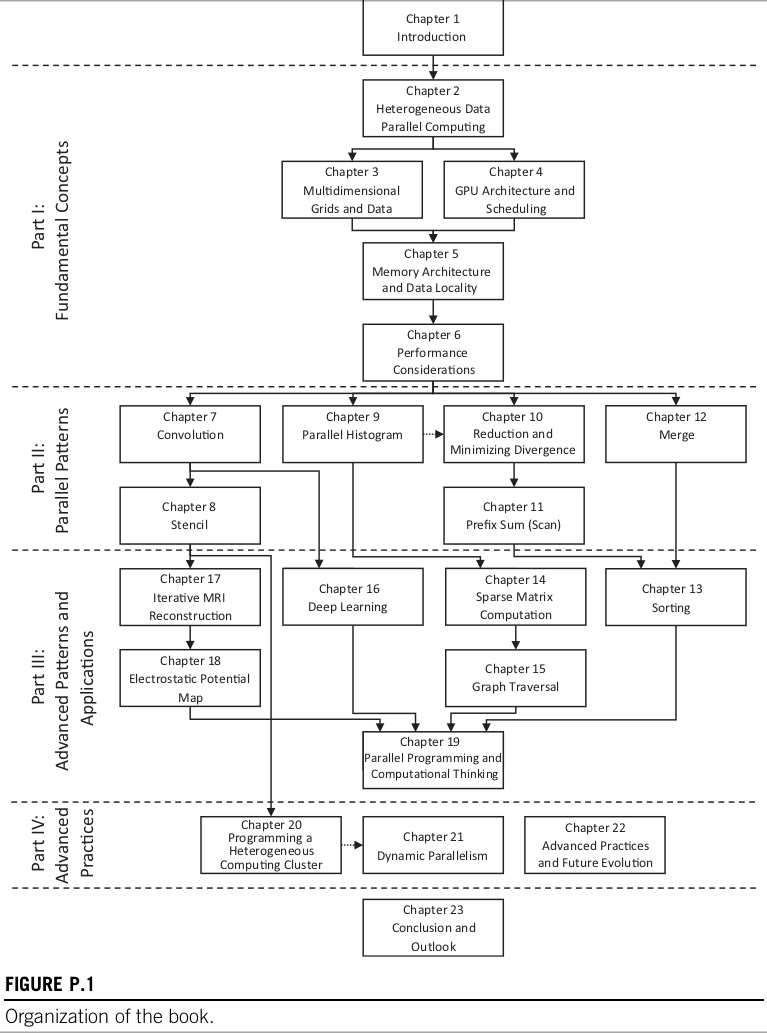 Chapter 1
Introduction
Part I:
Fundamental Concepts
Chapter 2
Heterogeneous Data
Parallel Computing
Chapter 3
Multidimensional
Grids and Data
Chapter 4
GPU Architecture and
Scheduling
Chapter 5
Memory Architecture
and Data Locality
Chapter 6
Performance
Considerations
Part II:
Parallel Patterns
Chapter 7
Convolution
Chapter 9
Parallel Histogram
Chapter 10
Reduction and
Minimizing Divergence
Chapter 12
Merge
Chapter 8
Stencil
Chapter 11
Prefix Sum (Scan)
Part III:
Advanced Patterns and
Applications
Chapter 17
Iterative MRI
Reconstruction
Chapter 16
Deep Learning
Chapter 14
Sparse Matrix
Computation
Chapter 13
Sorting
Chapter 18
Electrostatic Potential
Map
Chapter 15
Graph Traversal
Chapter 19
Parallel Programming and
Computational Thinking
Part IV:
Advanced
Practices
Chapter 20
Programming a
Heterogeneous
Computing Cluster
Chapter 21
Dynamic Parallelism
Chapter 22
Advanced Practices
and Future Evolution
Chapter 23
Conclusion and
Outlook
FIGURE P.1
Organization of the book.